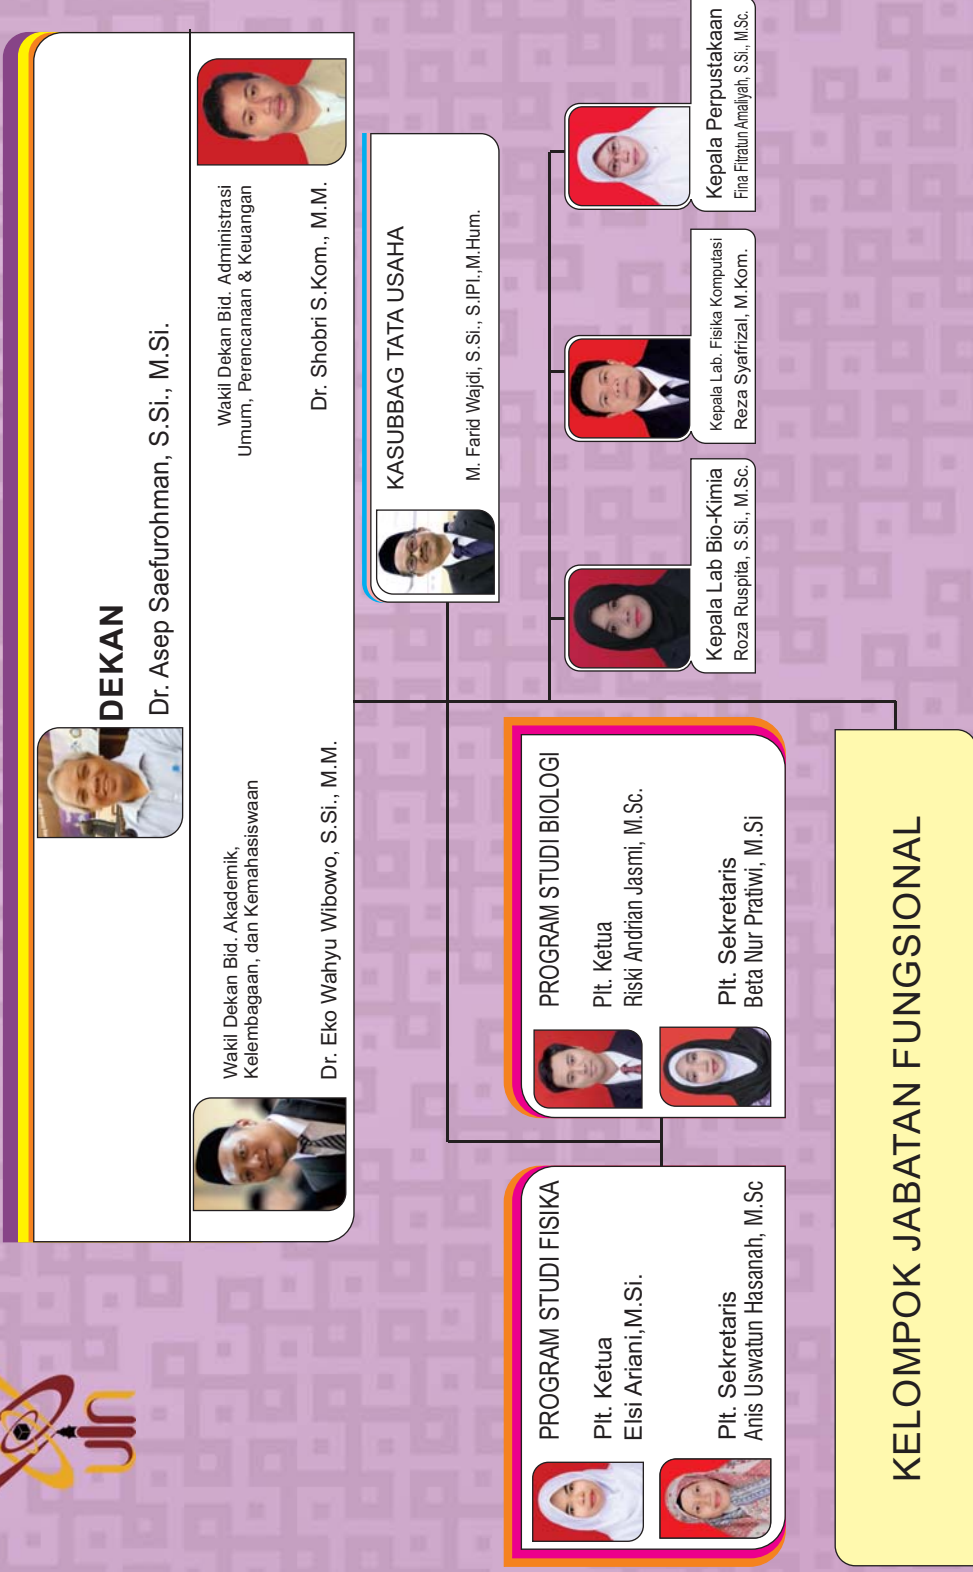 DEKAN
Dr. Asep Saefurohman, S.Si., M.Si.
Wakil Dekan Bid. Akademik,
Kelembagaan, dan Kemahasiswaan
Dr. Eko Wahyu Wibowo, S.Si., M.M.
Wakil Dekan Bid. Administrasi
Umum, Perencanaan & Keuangan
Dr. Shobri S.Kom., M.M.
KASUBBAG TATA USAHA
M. Farid Wajdi, S.Si., S.IPI.,M.Hum.
PROGRAM STUDI FISIKA
Plt. Ketua
Elsi Ariani,M.Si.
Plt. Sekretaris
Anis Uswatun Hasanah, M.Sc
PROGRAM STUDI BIOLOGI
Plt. Ketua
Riski Andrian Jasmi, M.Sc.
Plt. Sekretaris
Beta Nur Pratiwi, M.Si
Kepala Lab Bio-Kimia
Roza Ruspita, S.Si., M.Sc.
Kepala Lab. Fisika Komputasi
Reza Syafrizal, M.Kom.
Kepala Perpustakaan
Fina Fitratun Amaliyah, S.Si., M.Sc.
KELOMPOK JABATAN FUNGSIONAL
uin